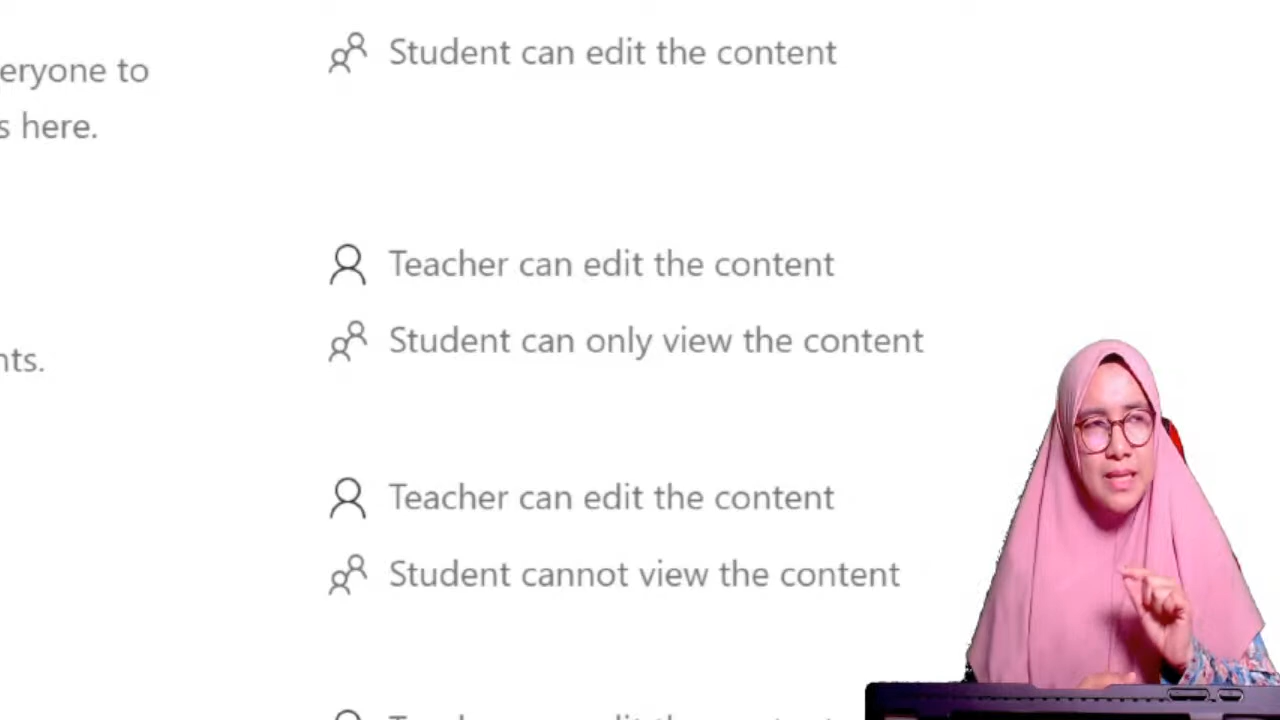 Student can edit the content
eryone to
s here.
Teacher can edit the content
Student can only view the content
nts.
Teacher can edit the content
Student cannot view the content